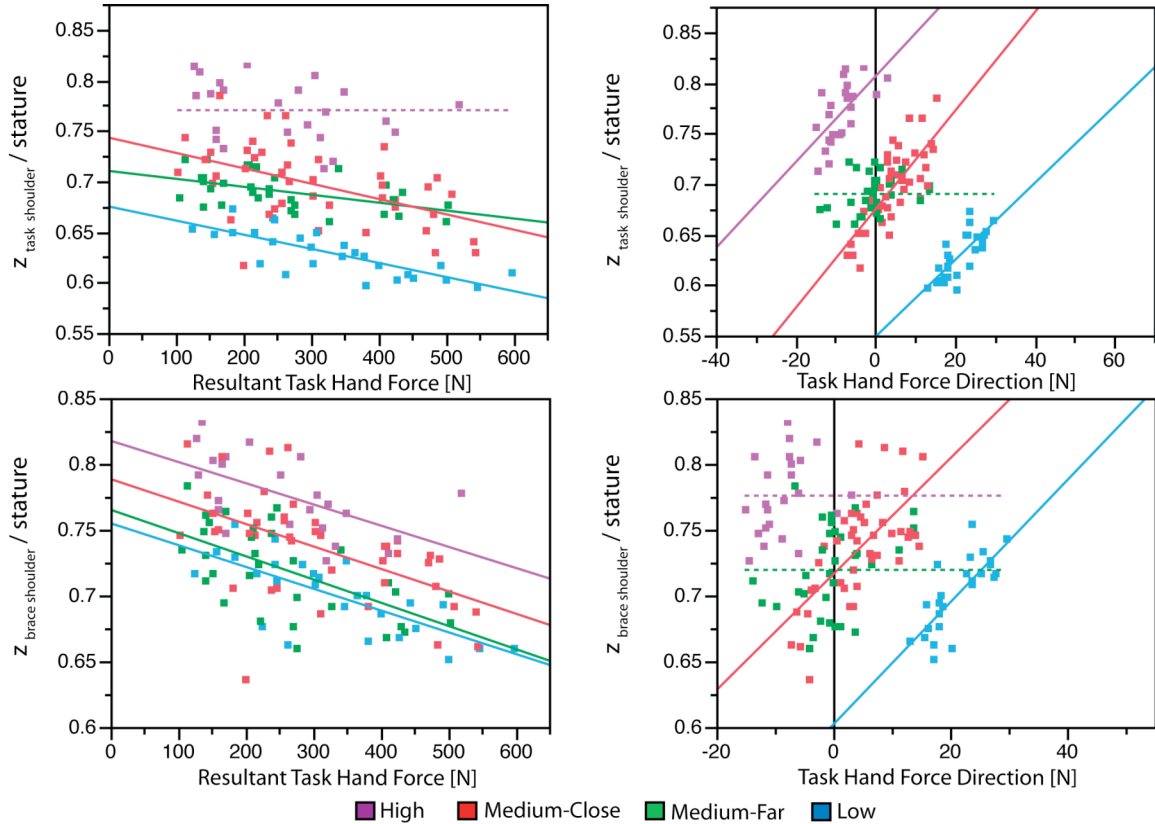 0.85
0.8
0.75
0.7
0.65
0.6
0.55
z task shoulder / stature
0 100 200 300 400 500 600
Resultant Task Hand Force [N]
0.85
0.8
0.75
0.7
0.65
0.6
0.55
z task shoulder / stature
-40 -20 0 20 40 60
Task Hand Force Direction [N]
0.85
0.8
0.75
0.7
0.65
0.6
z brace shoulder / stature
0 100 200 300 400 500 600
Resultant Task Hand Force [N]
0.85
0.8
0.75
0.7
0.65
0.6
z brace shoulder / stature
-20 0 20 40
Task Hand Force Direction [N]
High Medium-Close Medium-Far Low